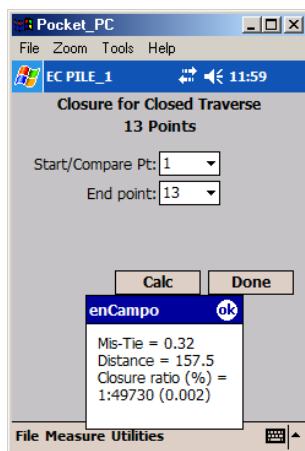 Pocket_PC
File Zoom Tools Help
EC PILE_1 11:59
Closure for Closed Traverse
13 Points
Start/Compare Pt: 1
End point: 13
Calc Done
enCampo ok
Mis-Tie = 0.32
Distance = 157.5
Closure ratio (%) =
1:49730 (0.002)
File Measure Utilities